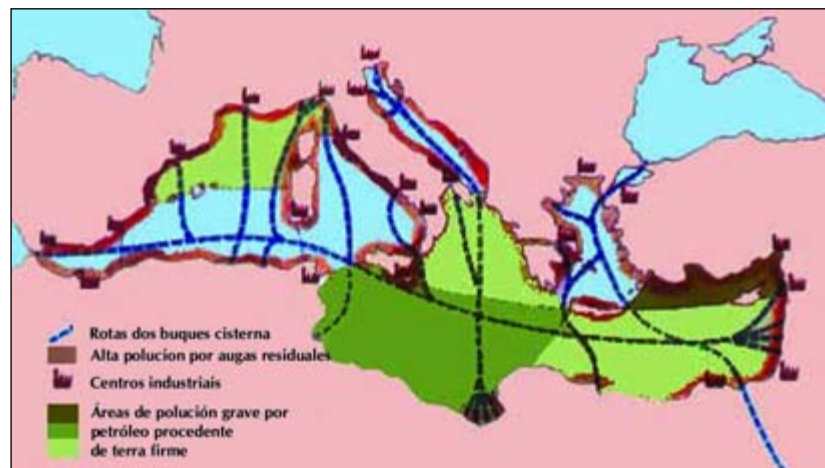 Rotas dos buques cisterna
Alta polucion por augas residuales
Centros industriais
Áreas de polución grave por
petróleo procedente
de terra firme